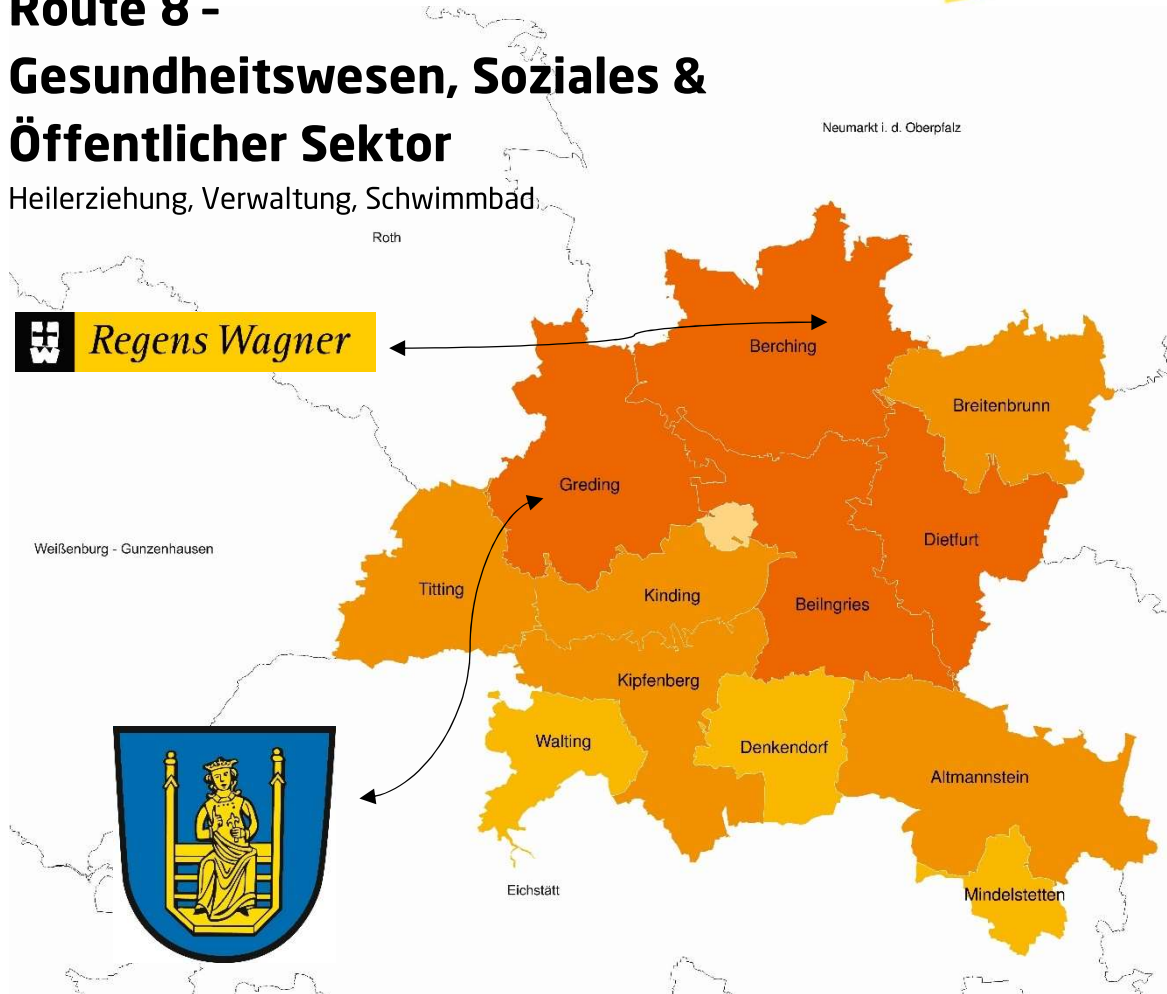 Route 8 –
Gesundheitswesen, Soziales &
Öffentlicher Sektor
Heilerziehung, Verwaltung, Schwimmbad
Neumarkt i. d. Oberpfalz
Roth
Regens Wagner
Berching
Breitenbrunn
Greding
Dietfurt
Weißenburg - Gunzenhausen
Titting
Kinding
Beilngries
Kipfenberg
Walting
Denkendorf
Altmannstein
Eichstätt
Mindelstetten